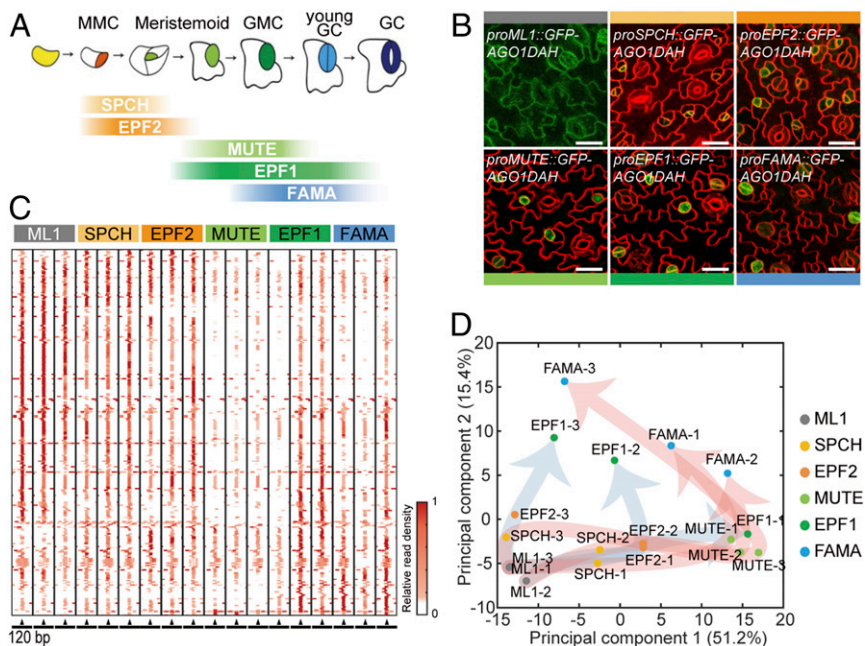 A
MMC
Meristemoid
GMC
young
GC
GC
SPCH
EPF2
MUTE
EPF1
FAMA
B
proML1::GFP-
AGO1DAH
proSPCH::GFP-
AGO1DAH
proEPF2::GFP-
AGO1DAH
proMUTE::GFP-
AGO1DAH
proEPF1::GFP-
AGO1DAH
proFAMA::GFP-
AGO1DAH
C
ML1 SPCH EPF2 MUTE EPF1 FAMA
1
0
Relative read density
120 bp
D
20
15
10
5
0
-5
-10
Principal component 2 (15.4%)
FAMA-3
EPF1-3
EPF1-2
FAMA-1
FAMA-2
EPF2-3
SPCH-3
SPCH-2
EPF2-2
MUTE-1
EPF1-1
ML1-3
ML1-1
ML1-2
SPCH-1
EPF2-1
MUTE-2
MUTE-3
-15 -10 -5 0 5 10 15 20
Principal component 1 (51.2%)
ML1
SPCH
EPF2
MUTE
EPF1
FAMA